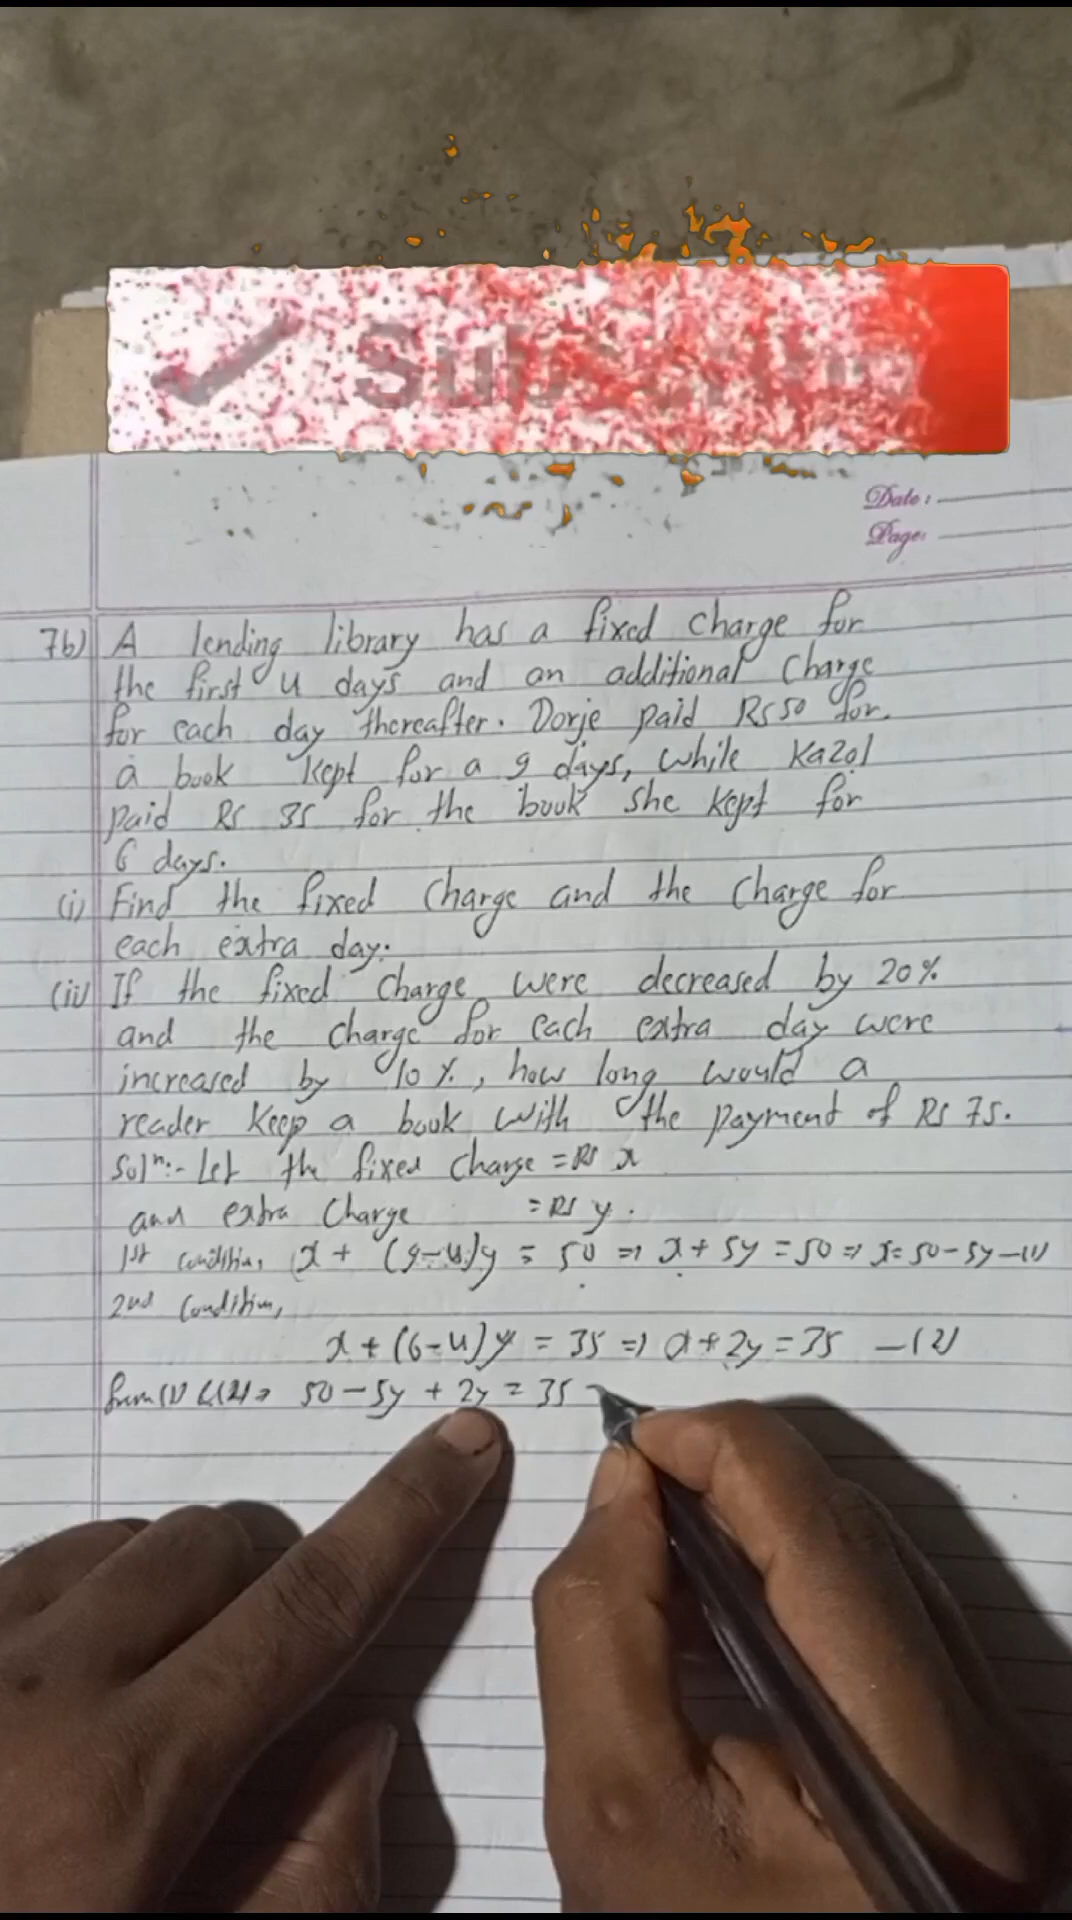 Subscribe
Date:
Page:
7b) A lending library has a fixed charge for
the first 4 days and an additional charge
for each day thereafter. Dorje paid Rs 50 for
a book kept for a 9 days, while Kazol
paid Rs 35 for the book she kept for
6 days.
(i) Find the fixed charge and the charge for
each extra day.
(ii) If the fixed charge were decreased by 20%
and the charge for each extra day were
increased by 10%, how long would a
reader keep a book with the payment of Rs 75.
Solⁿ:- Let the fixed charge = Rs x
and extra charge = Rs y.
1st condition, x + (9-4)y = 50 => x + 5y = 50 => x = 50 - 5y -(1)
2nd condition,
x + (6-4)y = 35 => x + 2y = 35 -(2)
from (1) & (2) => 50 - 5y + 2y = 35